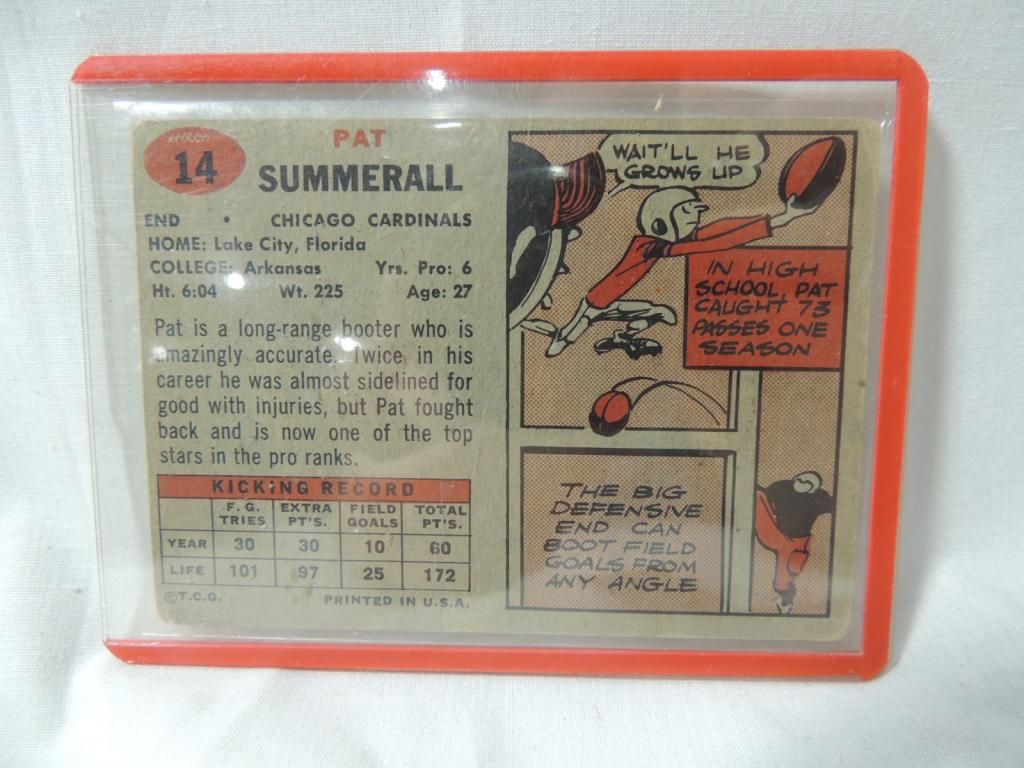 14
PAT
SUMMERALL
END • CHICAGO CARDINALS
HOME: Lake City, Florida
COLLEGE: Arkansas Yrs. Pro: 6
Ht. 6:04 Wt. 225 Age: 27
Pat is a long-range booter who is
amazingly accurate. Twice in his
career he was almost sidelined for
good with injuries, but Pat fought
back and is now one of the top
stars in the pro ranks.
KICKING RECORD
F.G. TRIES EXTRA PT'S. FIELD GOALS TOTAL PT'S.
YEAR 30 30 10 60
LIFE 101 97 25 172
©T.C.G. PRINTED IN U.S.A.
WAIT'LL HE
GROWS UP
IN HIGH
SCHOOL, PAT
CAUGHT 73
PASSES ONE
SEASON
THE BIG
DEFENSIVE
END CAN
BOOT FIELD
GOALS FROM
ANY ANGLE